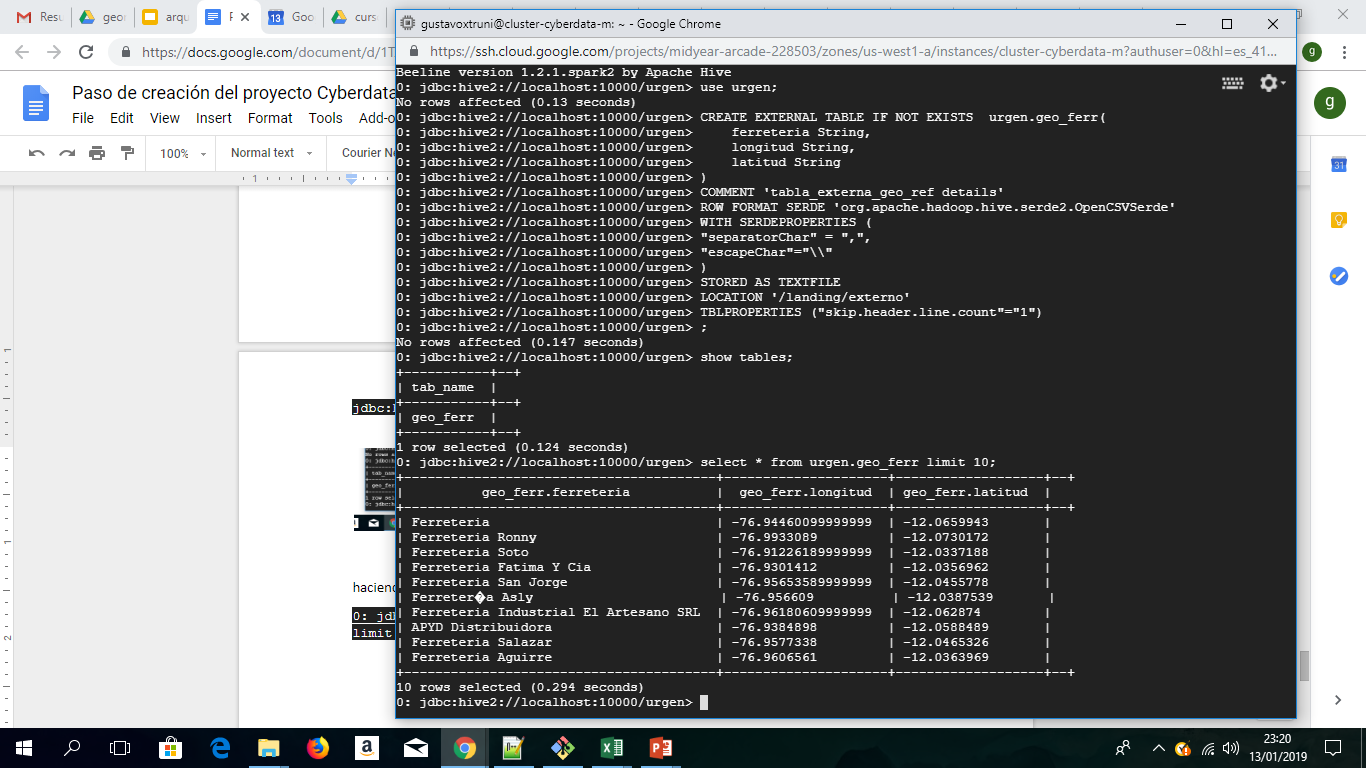 Resu
geor
arqu
P
Goo
curs
gustavoxtruni@cluster-cyberdata-m: ~ - Google Chrome
https://docs.google.com/document/d/1T
https://ssh.cloud.google.com/projects/midyear-arcade-228503/zones/us-west1-a/instances/cluster-cyberdata-m?authuser=0&hl=es_41...
g
Paso de creación del proyecto Cyberdata
File Edit View Insert Format Tools Add-o
g
100% Normal text Courier Ne
Beeline version 1.2.1.spark2 by Apache Hive
0: jdbc:hive2://localhost:10000/urgen> use urgen;
No rows affected (0.13 seconds)
0: jdbc:hive2://localhost:10000/urgen> CREATE EXTERNAL TABLE IF NOT EXISTS  urgen.geo_ferr(
0: jdbc:hive2://localhost:10000/urgen>     ferreteria String,
0: jdbc:hive2://localhost:10000/urgen>     longitud String,
0: jdbc:hive2://localhost:10000/urgen>     latitud String
0: jdbc:hive2://localhost:10000/urgen> )
0: jdbc:hive2://localhost:10000/urgen> COMMENT 'tabla_externa_geo_ref details'
0: jdbc:hive2://localhost:10000/urgen> ROW FORMAT SERDE 'org.apache.hadoop.hive.serde2.OpenCSVSerde'
0: jdbc:hive2://localhost:10000/urgen> WITH SERDEPROPERTIES (
0: jdbc:hive2://localhost:10000/urgen> "separatorChar" = ",",
0: jdbc:hive2://localhost:10000/urgen> "escapeChar"="\\"
0: jdbc:hive2://localhost:10000/urgen> )
0: jdbc:hive2://localhost:10000/urgen> STORED AS TEXTFILE
0: jdbc:hive2://localhost:10000/urgen> LOCATION '/landing/externo'
0: jdbc:hive2://localhost:10000/urgen> TBLPROPERTIES ("skip.header.line.count"="1")
0: jdbc:hive2://localhost:10000/urgen> ;
No rows affected (0.147 seconds)
0: jdbc:hive2://localhost:10000/urgen> show tables;
+-----------+--+
| tab_name  |
+-----------+--+
| geo_ferr  |
+-----------+--+
1 row selected (0.124 seconds)
0: jdbc:hive2://localhost:10000/urgen> select * from urgen.geo_ferr limit 10;
+----------------------------------------+---------------------+-------------------+--+
|          geo_ferr.ferreteria           |  geo_ferr.longitud  | geo_ferr.latitud  |
+----------------------------------------+---------------------+-------------------+--+
| Ferreteria                             | -76.94460099999999  | -12.0659943       |
| Ferreteria Ronny                       | -76.9933089         | -12.0730172       |
| Ferreteria Soto                        | -76.91226189999999  | -12.0337188       |
| Ferreteria Fatima Y Cia                | -76.9301412         | -12.0356962       |
| Ferreteria San Jorge                   | -76.95653589999999  | -12.0455778       |
| Ferreter�a Asly                        | -76.956609          | -12.0387539       |
| Ferreteria Industrial El Artesano SRL  | -76.96180609999999  | -12.062874        |
| APYD Distribuidora                     | -76.9384898         | -12.0588489       |
| Ferreteria Salazar                     | -76.9577338         | -12.0465326       |
| Ferreteria Aguirre                     | -76.9606561         | -12.0363969       |
+----------------------------------------+---------------------+-------------------+--+
10 rows selected (0.294 seconds)
0: jdbc:hive2://localhost:10000/urgen>
jdbc:h
haciend
0: jdb
limit
23:20
13/01/2019